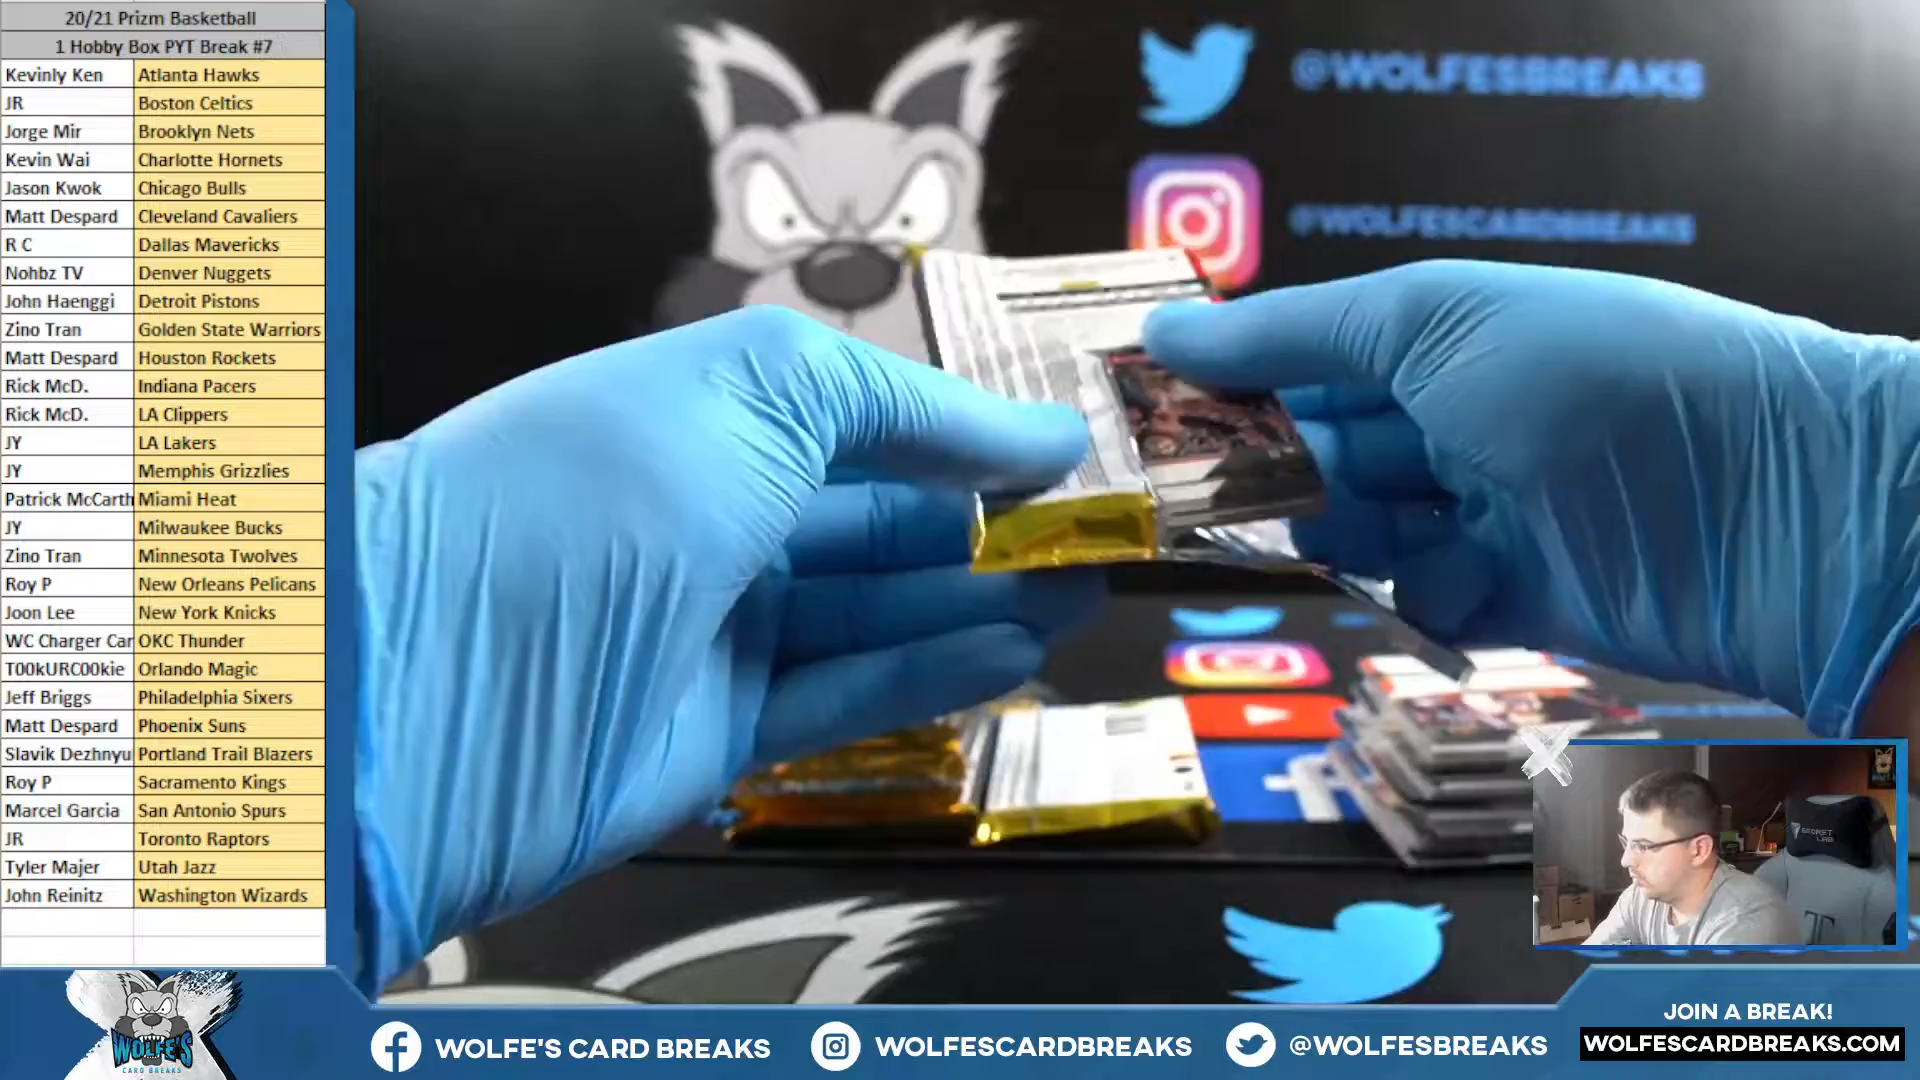 20/21 Prizm Basketball
1 Hobby Box PYT Break #7
Kevinly Ken Atlanta Hawks
JR Boston Celtics
Jorge Mir Brooklyn Nets
Kevin Wai Charlotte Hornets
Jason Kwok Chicago Bulls
Matt Despard Cleveland Cavaliers
R C Dallas Mavericks
Nohbz TV Denver Nuggets
John Haenggi Detroit Pistons
Zino Tran Golden State Warriors
Matt Despard Houston Rockets
Rick McD. Indiana Pacers
Rick McD. LA Clippers
JY LA Lakers
JY Memphis Grizzlies
Patrick McCarth Miami Heat
JY Milwaukee Bucks
Zino Tran Minnesota Twolves
Roy P New Orleans Pelicans
Joon Lee New York Knicks
WC Charger Car OKC Thunder
T00kURC00kie Orlando Magic
Jeff Briggs Philadelphia Sixers
Matt Despard Phoenix Suns
Slavik Dezhnyu Portland Trail Blazers
Roy P Sacramento Kings
Marcel Garcia San Antonio Spurs
JR Toronto Raptors
Tyler Majer Utah Jazz
John Reinitz Washington Wizards
@WOLFESBREAKS
@WOLFESCARDBREAKS
SECRET LAB
WOLFE'S
CARD BREAKS
WOLFE'S CARD BREAKS
WOLFESCARDBREAKS
@WOLFESBREAKS
JOIN A BREAK!
WOLFESCARDBREAKS.COM